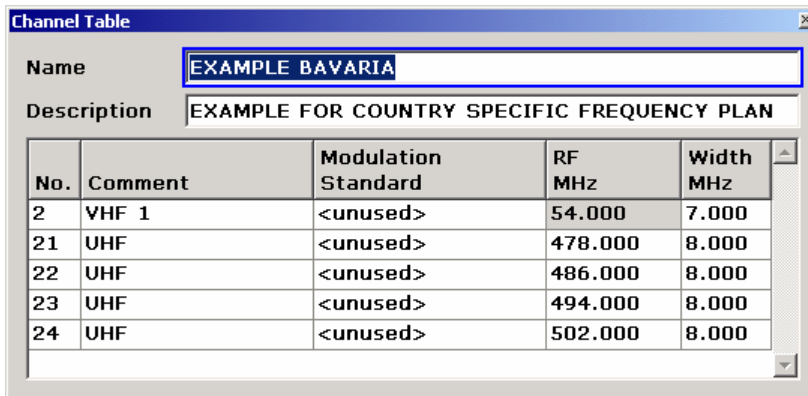 Channel Table
Name EXAMPLE BAVARIA
Description EXAMPLE FOR COUNTRY SPECIFIC FREQUENCY PLAN
No. Comment Modulation Standard RF MHz Width MHz
2 VHF 1 <unused> 54.000 7.000
21 UHF <unused> 478.000 8.000
22 UHF <unused> 486.000 8.000
23 UHF <unused> 494.000 8.000
24 UHF <unused> 502.000 8.000